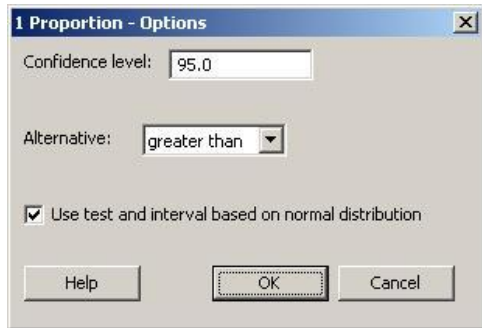 1 Proportion - Options
Confidence level: 95.0
Alternative: greater than
Use test and interval based on normal distribution
Help OK Cancel